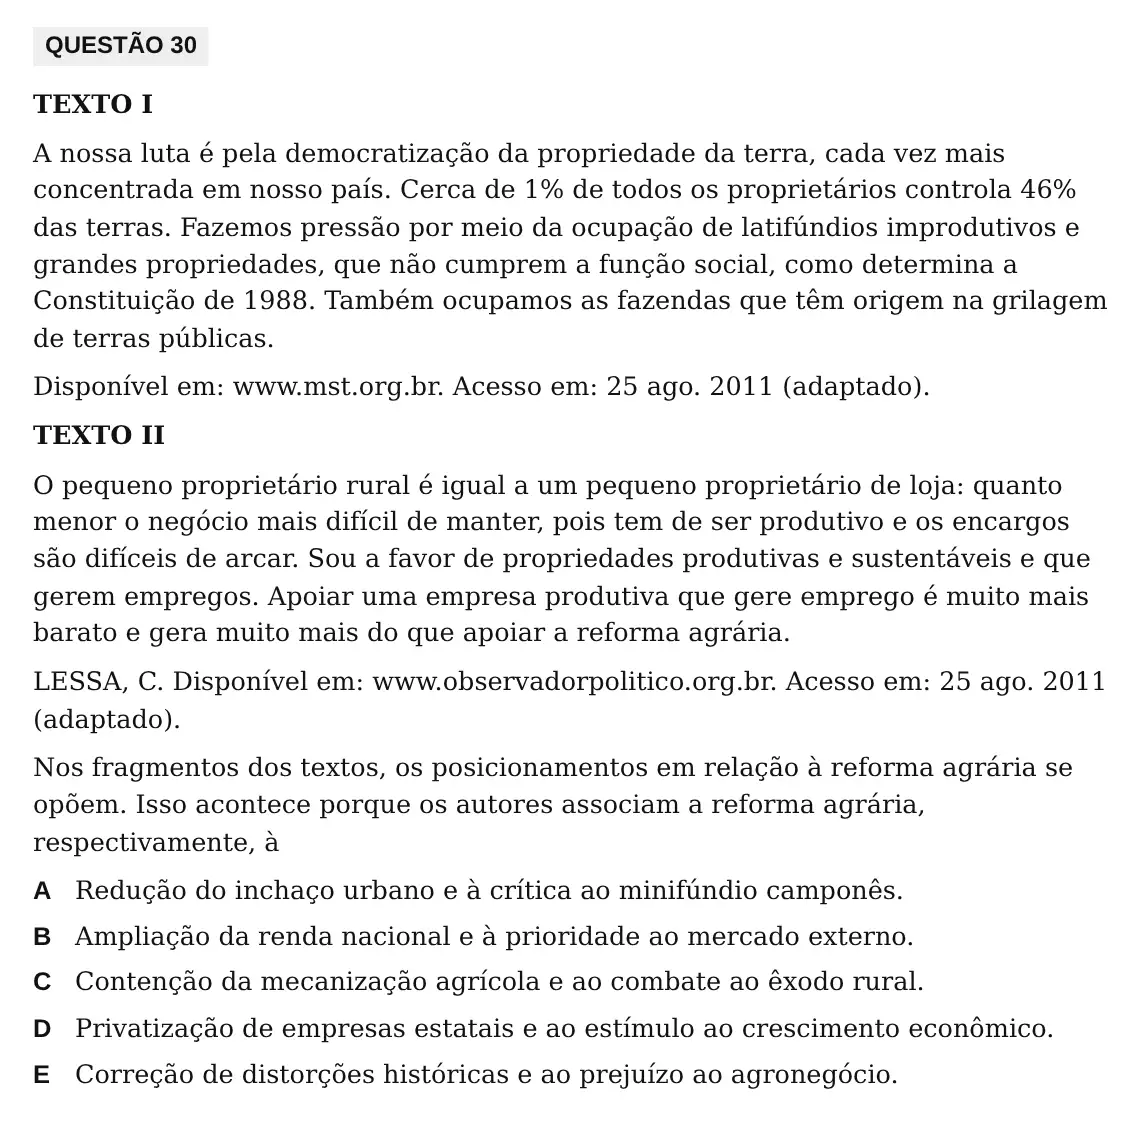 QUESTÃO 30
TEXTO I
A nossa luta é pela democratização da propriedade da terra, cada vez mais
concentrada em nosso país. Cerca de 1% de todos os proprietários controla 46%
das terras. Fazemos pressão por meio da ocupação de latifúndios improdutivos e
grandes propriedades, que não cumprem a função social, como determina a
Constituição de 1988. Também ocupamos as fazendas que têm origem na grilagem
de terras públicas.
Disponível em: www.mst.org.br. Acesso em: 25 ago. 2011 (adaptado).
TEXTO II
O pequeno proprietário rural é igual a um pequeno proprietário de loja: quanto
menor o negócio mais difícil de manter, pois tem de ser produtivo e os encargos
são difíceis de arcar. Sou a favor de propriedades produtivas e sustentáveis e que
gerem empregos. Apoiar uma empresa produtiva que gere emprego é muito mais
barato e gera muito mais do que apoiar a reforma agrária.
LESSA, C. Disponível em: www.observadorpolitico.org.br. Acesso em: 25 ago. 2011
(adaptado).
Nos fragmentos dos textos, os posicionamentos em relação à reforma agrária se
opõem. Isso acontece porque os autores associam a reforma agrária,
respectivamente, à
A Redução do inchaço urbano e à crítica ao minifúndio camponês.
B Ampliação da renda nacional e à prioridade ao mercado externo.
C Contenção da mecanização agrícola e ao combate ao êxodo rural.
D Privatização de empresas estatais e ao estímulo ao crescimento econômico.
E Correção de distorções históricas e ao prejuízo ao agronegócio.